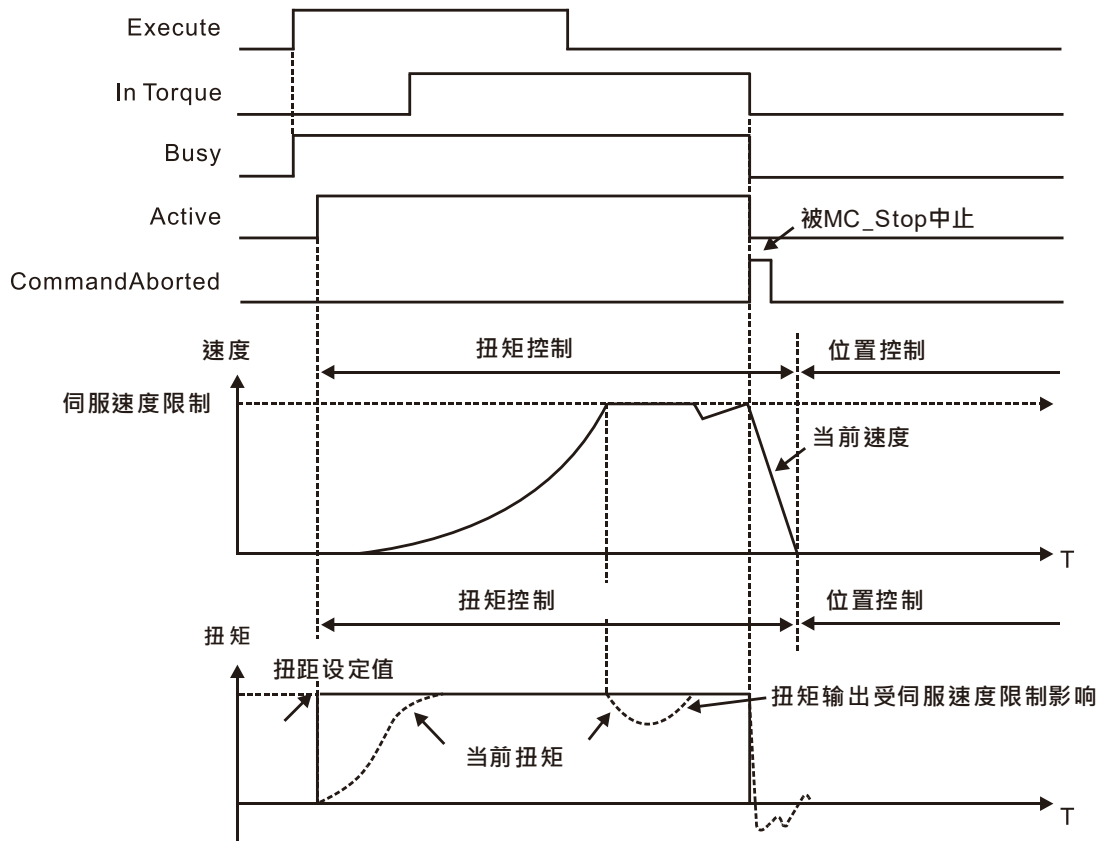 Execute
In Torque
Busy
Active
被MC_Stop中止
CommandAborted
速度
扭矩控制
位置控制
伺服速度限制
当前速度
T
扭矩控制
位置控制
扭矩
扭距设定值
扭矩输出受伺服速度限制影响
当前扭矩
T